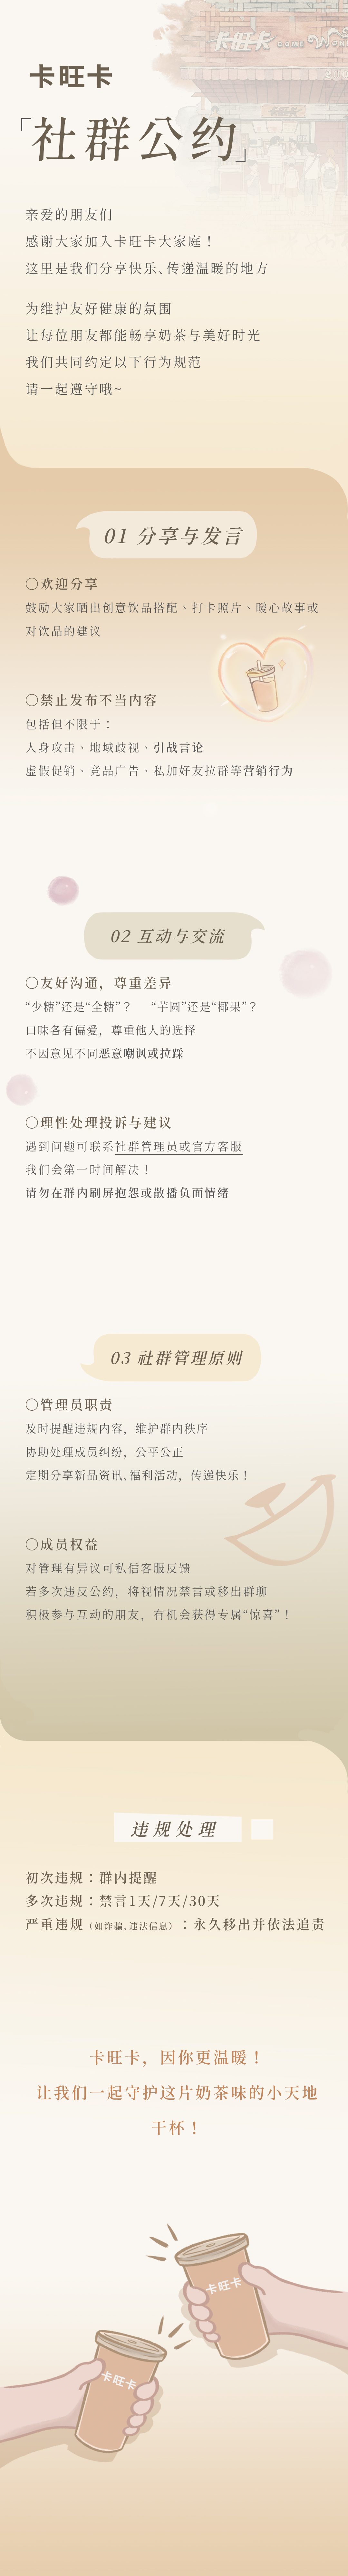 卡旺卡 COME
卡旺卡
「社群公约」
亲爱的朋友们
感谢大家加入卡旺卡大家庭！
这里是我们分享快乐、传递温暖的地方
为维护友好健康的氛围
让每位朋友都能畅享奶茶与美好时光
我们共同约定以下行为规范
请一起遵守哦~
01 分享与发言
〇欢迎分享
鼓励大家晒出创意饮品搭配、打卡照片、暖心故事或
对饮品的建议
〇禁止发布不当内容
包括但不限于：
人身攻击、地域歧视、引战言论
虚假促销、竞品广告、私加好友拉群等营销行为
02 互动与交流
〇友好沟通，尊重差异
“少糖”还是“全糖”？ “芋圆”还是“椰果”？
口味各有偏爱，尊重他人的选择
不因意见不同恶意嘲讽或拉踩
〇理性处理投诉与建议
遇到问题可联系社群管理员或官方客服
我们会第一时间解决！
请勿在群内刷屏抱怨或散播负面情绪
03 社群管理原则
〇管理员职责
及时提醒违规内容，维护群内秩序
协助处理成员纠纷，公平公正
定期分享新品资讯、福利活动，传递快乐！
〇成员权益
对管理有异议可私信客服反馈
若多次违反公约，将视情况禁言或移出群聊
积极参与互动的朋友，有机会获得专属“惊喜”！
违规处理
初次违规：群内提醒
多次违规：禁言1天/7天/30天
严重违规（如诈骗、违法信息）：永久移出并依法追责
卡旺卡，因你更温暖！
让我们一起守护这片奶茶味的小天地
干杯！
卡旺卡
卡旺卡